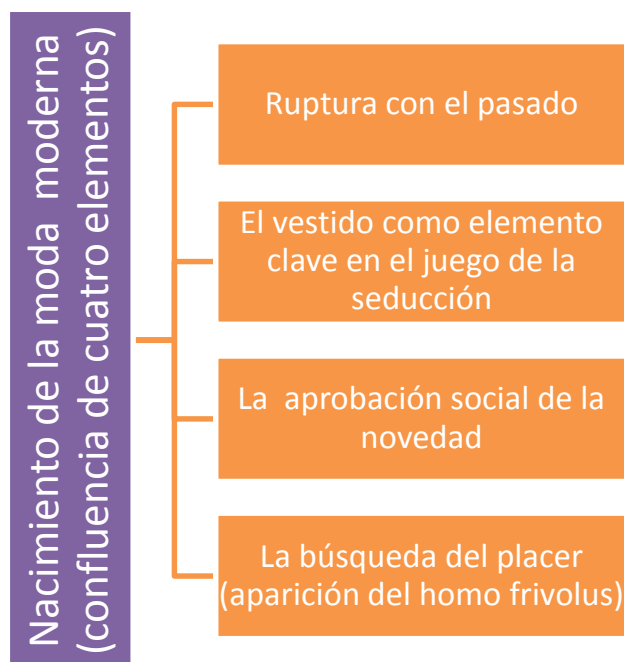 Nacimiento de la moda moderna
(confluencia de cuatro elementos)
Ruptura con el pasado
El vestido como elemento
clave en el juego de la
seducción
La aprobación social de la
novedad
La búsqueda del placer
(aparición del homo frivolus)